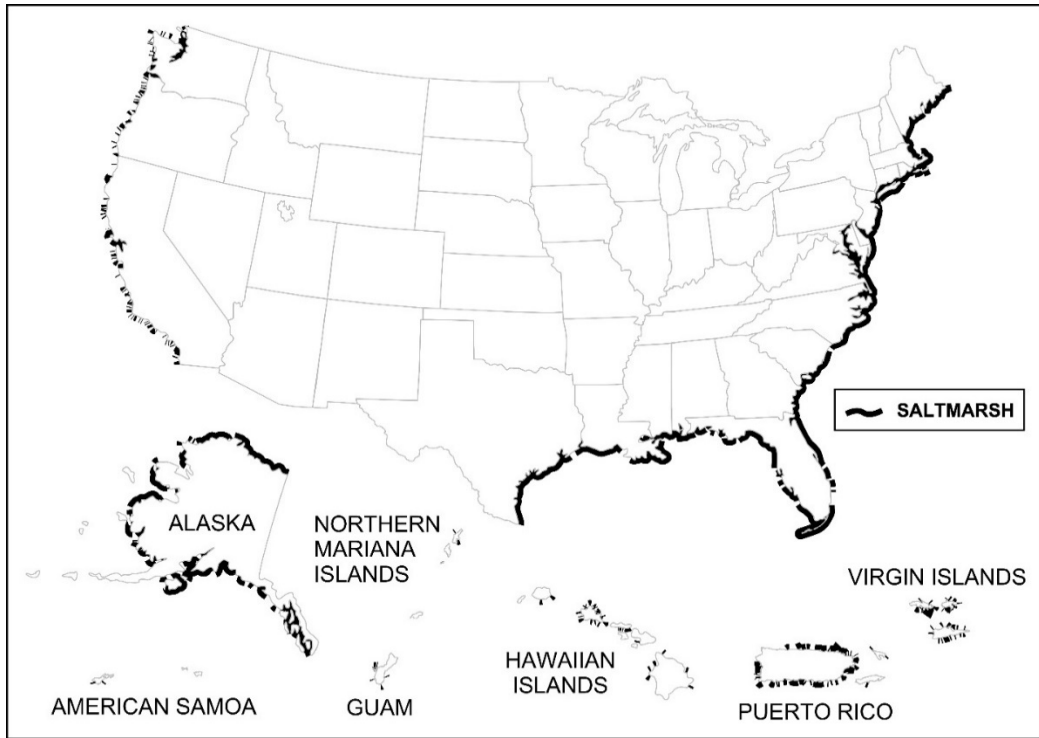 SALTMARSH
ALASKA
NORTHERN
MARIANA
ISLANDS
VIRGIN ISLANDS
HAWAIIAN
ISLANDS
AMERICAN SAMOA
GUAM
PUERTO RICO